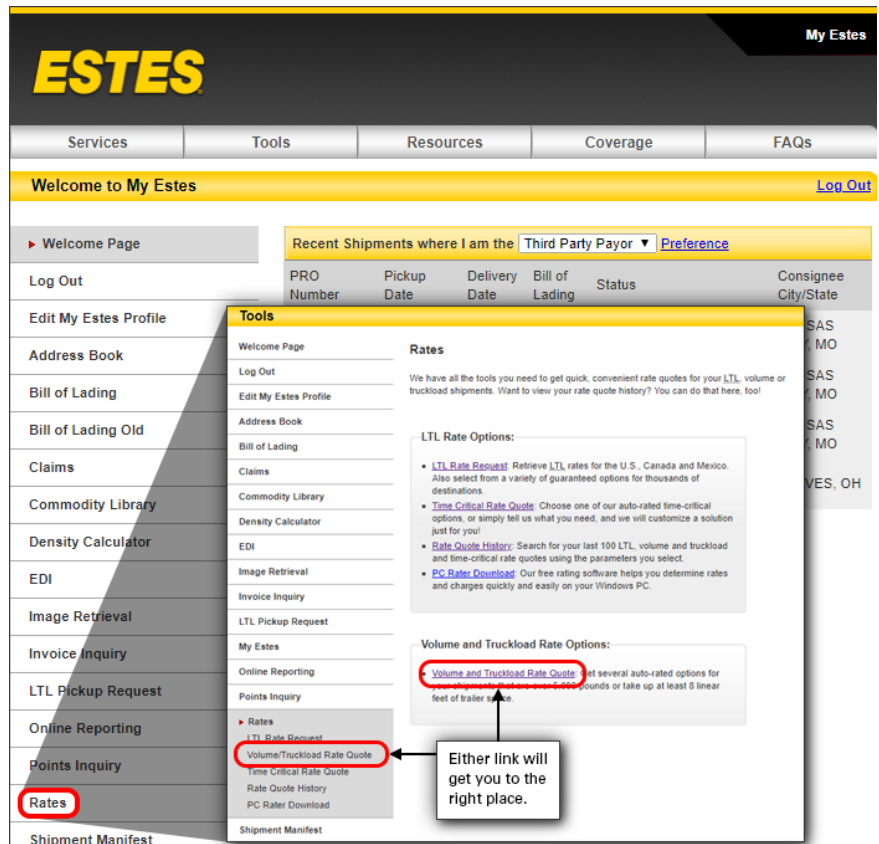 My Estes
ESTES
Services Tools Resources Coverage FAQs
Welcome to My Estes Log Out
Welcome Page
Log Out
Edit My Estes Profile
Address Book
Bill of Lading
Bill of Lading Old
Claims
Commodity Library
Density Calculator
EDI
Image Retrieval
Invoice Inquiry
LTL Pickup Request
Online Reporting
Points Inquiry
Rates
Shipment Manifest
Recent Shipments where I am the Third Party Payor ▼ Preference
PRO Number Pickup Date Delivery Date Bill of Lading Status Consignee City/State
SAS
, MO
SAS
, MO
SAS
, MO
VES, OH
Tools
Welcome Page
Log Out
Edit My Estes Profile
Address Book
Bill of Lading
Claims
Commodity Library
Density Calculator
EDI
Image Retrieval
Invoice Inquiry
LTL Pickup Request
My Estes
Online Reporting
Points Inquiry
Rates
LTL Rate Request
Volume/Truckload Rate Quote
Time Critical Rate Quote
Rate Quote History
PC Rater Download
Shipment Manifest
Rates
We have all the tools you need to get quick, convenient rate quotes for your LTL, volume or
truckload shipments. Want to view your rate quote history? You can do that here, too!
LTL Rate Options:
• LTL Rate Request: Retrieve LTL rates for the U.S., Canada and Mexico.
Also select from a variety of guaranteed options for thousands of
destinations.
• Time Critical Rate Quote: Choose one of our auto-rated time-critical
options, or simply tell us what you need, and we will customize a solution
just for you!
• Rate Quote History: Search for your last 100 LTL, volume and truckload
and time-critical rate quotes using the parameters you select.
• PC Rater Download: Our free rating software helps you determine rates
and charges quickly and easily on your Windows PC.
Volume and Truckload Rate Options:
• Volume and Truckload Rate Quote: Get several auto-rated options for
your shipments that are over 5,000 pounds or take up at least 8 linear
feet of trailer space.
Either link will
get you to the
right place.